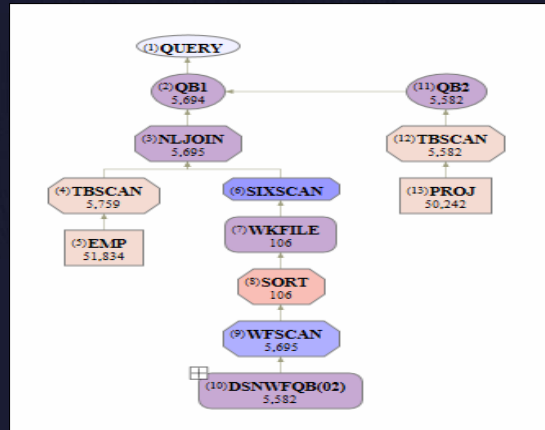 (1)QUERY
(2)QB1
5,694
(11)QB2
5,582
(3)NLJOIN
5,695
(12)TBSCAN
5,582
(4)TBSCAN
5,759
(6)SIXSCAN
(13)PROJ
50,242
(7)WKFILE
106
(5)EMP
51,834
(8)SORT
106
(9)WFSCAN
5,695
(10)DSNWFQB(02)
5,582